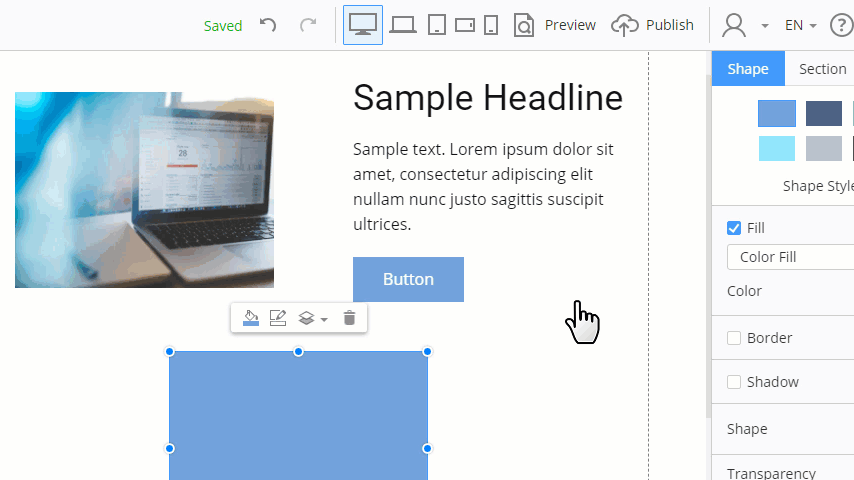 Saved
Preview
Publish
EN
Shape
Section
Sample Headline
Sample text. Lorem ipsum dolor sit
amet, consectetur adipiscing elit
nullam nunc justo sagittis suscipit
ultrices.
Button
28
Shape Style
Fill
Color Fill
Color
Border
Shadow
Shape
Transparency